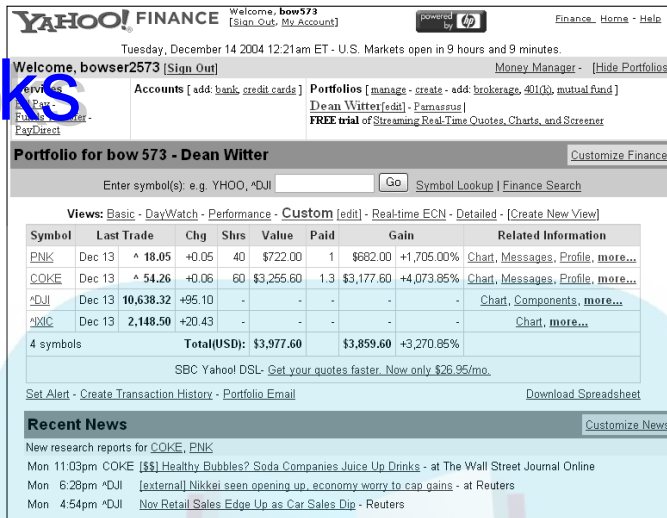 YAHOO! FINANCE Welcome, bow573
[Sign Out, My Account]
powered by hp
Finance Home - Help
Tuesday, December 14 2004 12:21am ET - U.S. Markets open in 9 hours and 9 minutes.
Welcome, bowser2573 [Sign Out] Money Manager - [Hide Portfolios
ks
Accounts [ add: bank, credit cards ] Portfolios [ manage - create - add: brokerage, 401(k), mutual fund ]
Dean Witter[edit] - Parnassus |
PayDirect FREE trial of Streaming Real-Time Quotes, Charts, and Screener
Portfolio for bow 573 - Dean Witter Customize Finance
Enter symbol(s): e.g. YHOO, ^DJI Go Symbol Lookup | Finance Search
Views: Basic - DayWatch - Performance - Custom [edit] - Real-time ECN - Detailed - [Create New View]
Symbol Last Trade Chg Shrs Value Paid Gain Related Information
PNK Dec 13 ^ 18.05 +0.05 40 $722.00 1 $682.00 +1,705.00% Chart, Messages, Profile, more...
COKE Dec 13 ^ 54.26 +0.06 60 $3,255.60 1.3 $3,177.60 +4,073.85% Chart, Messages, Profile, more...
^DJI Dec 13 10,638.32 +95.10 - - - - - Chart, Components, more...
^IXIC Dec 13 2,148.50 +20.43 - - - - - Chart, more...
4 symbols Total(USD): $3,977.60 $3,859.60 +3,270.85%
SBC Yahoo! DSL- Get your quotes faster. Now only $26.95/mo.
Set Alert - Create Transaction History - Portfolio Email Download Spreadsheet
Recent News Customize News
New research reports for COKE, PNK
Mon 11:03pm COKE [$$] Healthy Bubbles? Soda Companies Juice Up Drinks - at The Wall Street Journal Online
Mon 6:28pm ^DJI [external] Nikkei seen opening up, economy worry to cap gains - at Reuters
Mon 4:54pm ^DJI Nov Retail Sales Edge Up as Car Sales Dip - Reuters